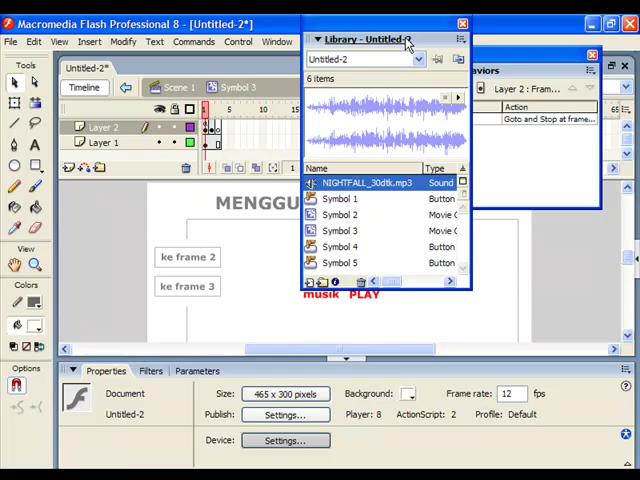 Macromedia Flash Professional 8 - [Untitled-2*]
File Edit View Insert Modify Text Commands
Tools
Untitled-2*
Timeline Scene 1 Symbol 3
1 5
65
Layer 2
Layer 1
1
View
Colors
Options
Library - Untitled-2
Untitled-2
6 items
Name Type
NIGHTFALL_30dtk.mp3 Sound
Symbol 1 Button
Symbol 2 Movie C
Symbol 3 Movie C
Symbol 4 Button
Symbol 5 Button
Layer 2 : Fram...
Action
Goto and Stop at frame...
MENGGU
ke frame 2
ke frame 3
musik PLAY
Properties Filters Parameters
Document
Untitled-2
Size: 465 x 300 pixels Background: Frame rate: 12 fps
Publish: Settings... Player: 8 ActionScript: 2 Profile: Default
Device: Settings...